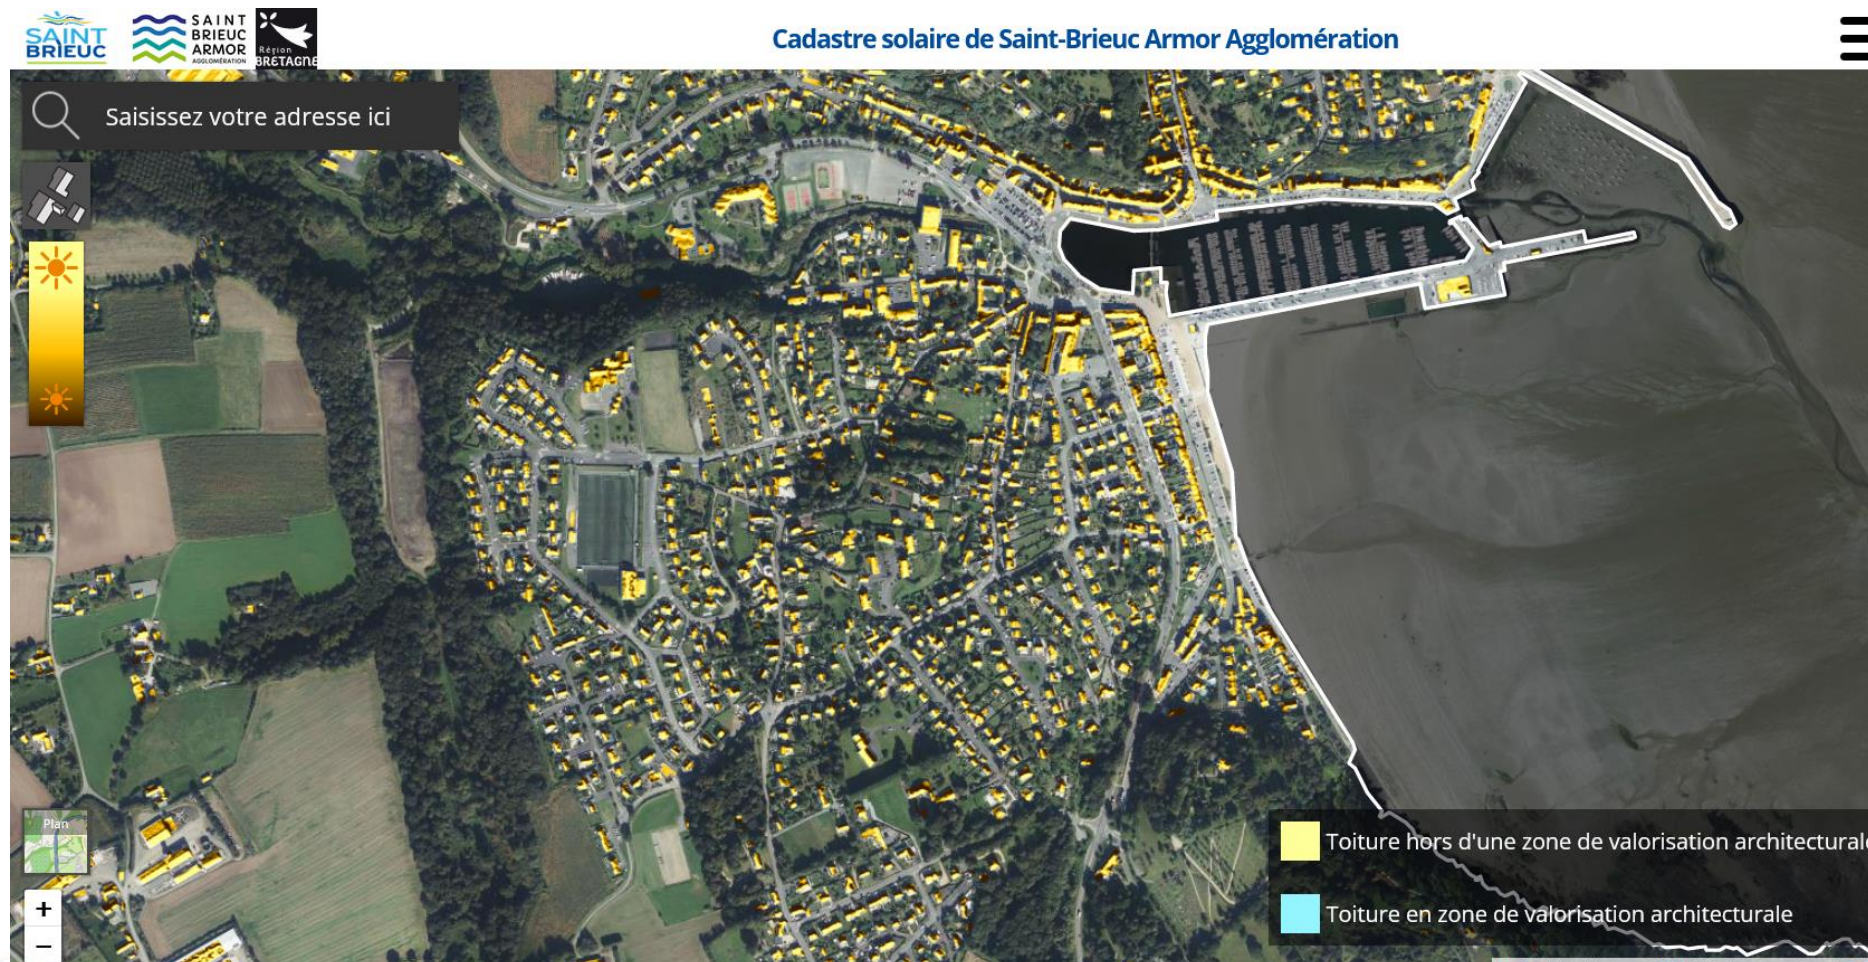 SAINT
BRIEUC
SAINT
BRIEUC
ARMOR
AGGLOMÉRATION
Région
BRETAGNE
Cadastre solaire de Saint-Brieuc Armor Agglomération
Saisissez votre adresse ici
Plan
+
−
Toiture hors d'une zone de valorisation architecturale
Toiture en zone de valorisation architecturale